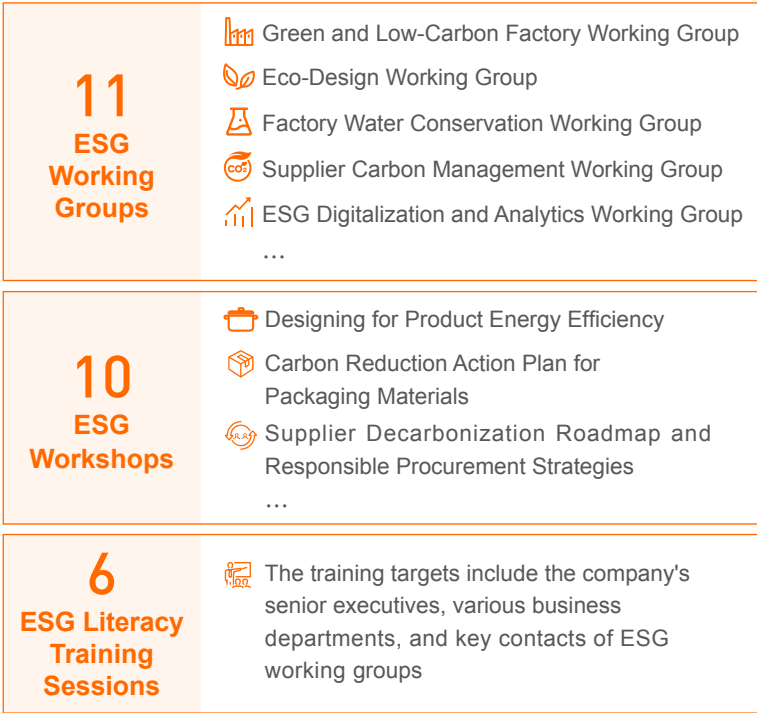 11
ESG
Working
Groups
Green and Low-Carbon Factory Working Group
Eco-Design Working Group
Factory Water Conservation Working Group
CO₂
Supplier Carbon Management Working Group
ESG Digitalization and Analytics Working Group
…
10
ESG
Workshops
Designing for Product Energy Efficiency
Carbon Reduction Action Plan for
Packaging Materials
Supplier Decarbonization Roadmap and
Responsible Procurement Strategies
…
6
ESG Literacy
Training
Sessions
The training targets include the company's
senior executives, various business
departments, and key contacts of ESG
working groups